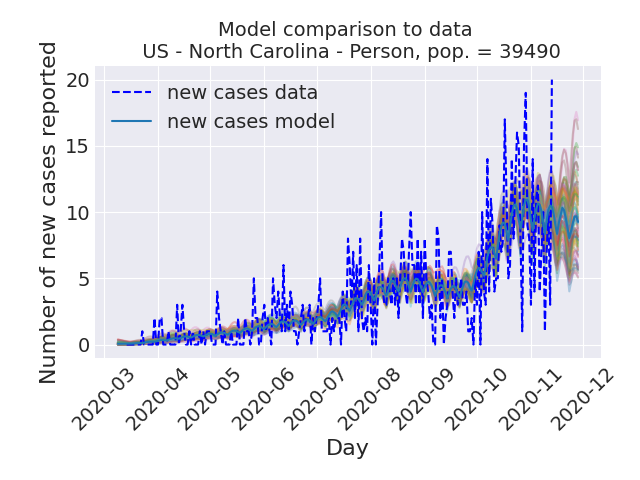 Model comparison to data
US - North Carolina - Person, pop. = 39490
Number of new cases reported
20
15
10
5
0
new cases data
new cases model
2020-03
2020-04
2020-05
2020-06
2020-07
2020-08
2020-09
2020-10
2020-11
2020-12
Day